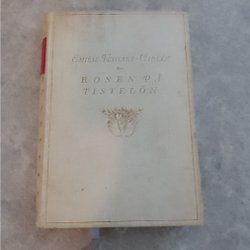 EMILIE FLYGARE-CARLÉN
ROSEN PÅ
TISTELÖN